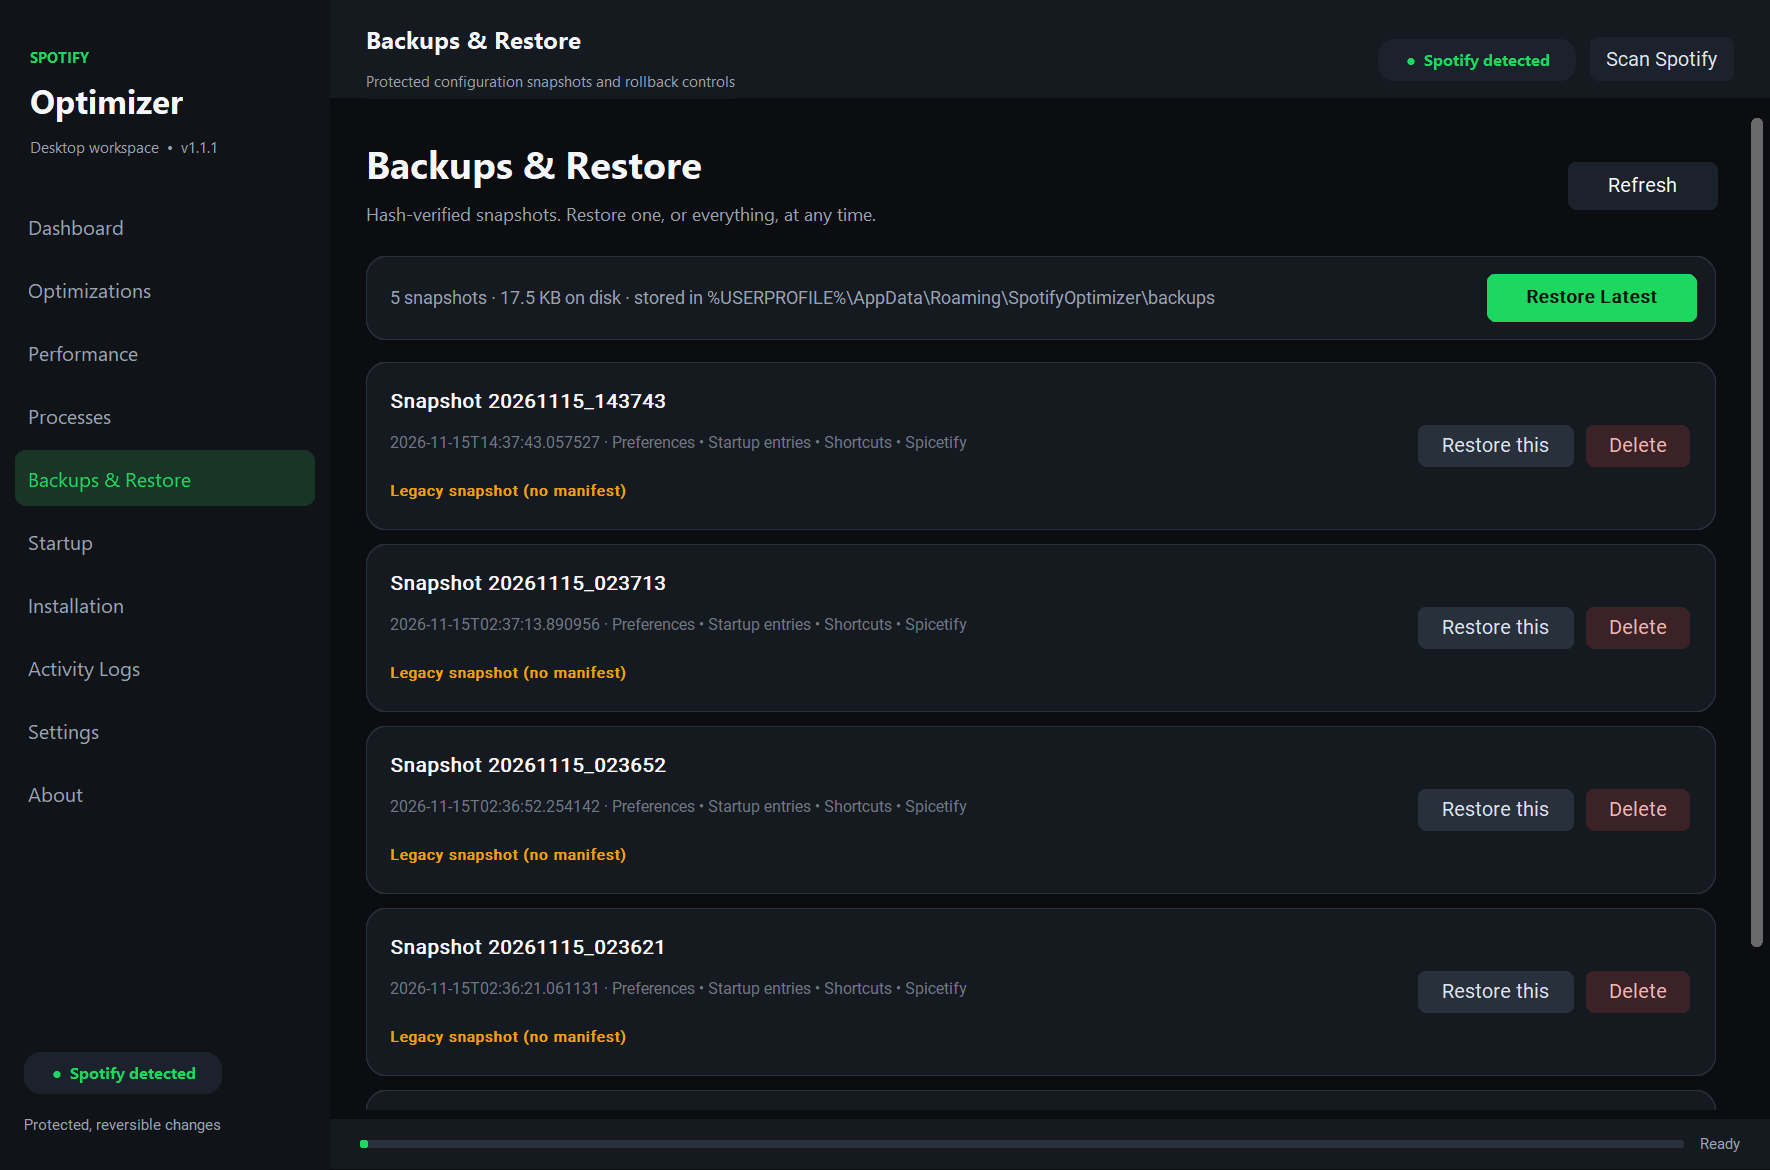 SPOTIFY
Optimizer
Desktop workspace • v1.1.1
Dashboard
Optimizations
Performance
Processes
Backups & Restore
Startup
Installation
Activity Logs
Settings
About
● Spotify detected
Protected, reversible changes
Backups & Restore
Protected configuration snapshots and rollback controls
● Spotify detected
Scan Spotify
Backups & Restore
Hash-verified snapshots. Restore one, or everything, at any time.
Refresh
5 snapshots · 17.5 KB on disk · stored in %USERPROFILE%\AppData\Roaming\SpotifyOptimizer\backups
Restore Latest
Snapshot 20261115_143743
2026-11-15T14:37:43.057527 · Preferences • Startup entries • Shortcuts • Spicetify
Legacy snapshot (no manifest)
Restore this
Delete
Snapshot 20261115_023713
2026-11-15T02:37:13.890956 · Preferences • Startup entries • Shortcuts • Spicetify
Legacy snapshot (no manifest)
Restore this
Delete
Snapshot 20261115_023652
2026-11-15T02:36:52.254142 · Preferences • Startup entries • Shortcuts • Spicetify
Legacy snapshot (no manifest)
Restore this
Delete
Snapshot 20261115_023621
2026-11-15T02:36:21.061131 · Preferences • Startup entries • Shortcuts • Spicetify
Legacy snapshot (no manifest)
Restore this
Delete
Ready